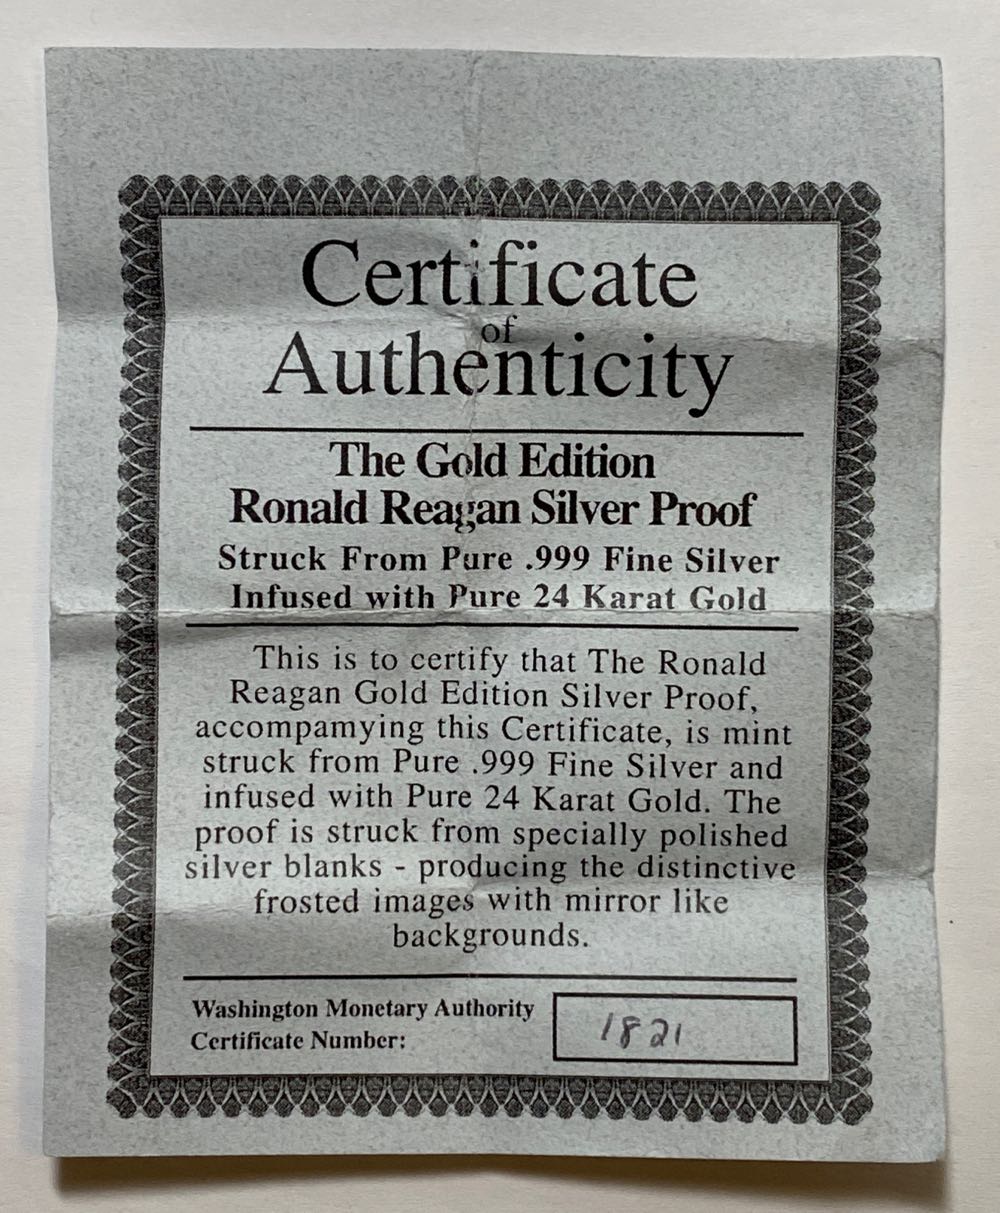 Certificate
of
Authenticity
The Gold Edition
Ronald Reagan Silver Proof
Struck From Pure .999 Fine Silver
Infused with Pure 24 Karat Gold
This is to certify that The Ronald
Reagan Gold Edition Silver Proof,
accompamying this Certificate, is mint
struck from Pure .999 Fine Silver and
infused with Pure 24 Karat Gold. The
proof is struck from specially polished
silver blanks - producing the distinctive
frosted images with mirror like
backgrounds.
Washington Monetary Authority
Certificate Number: 1821